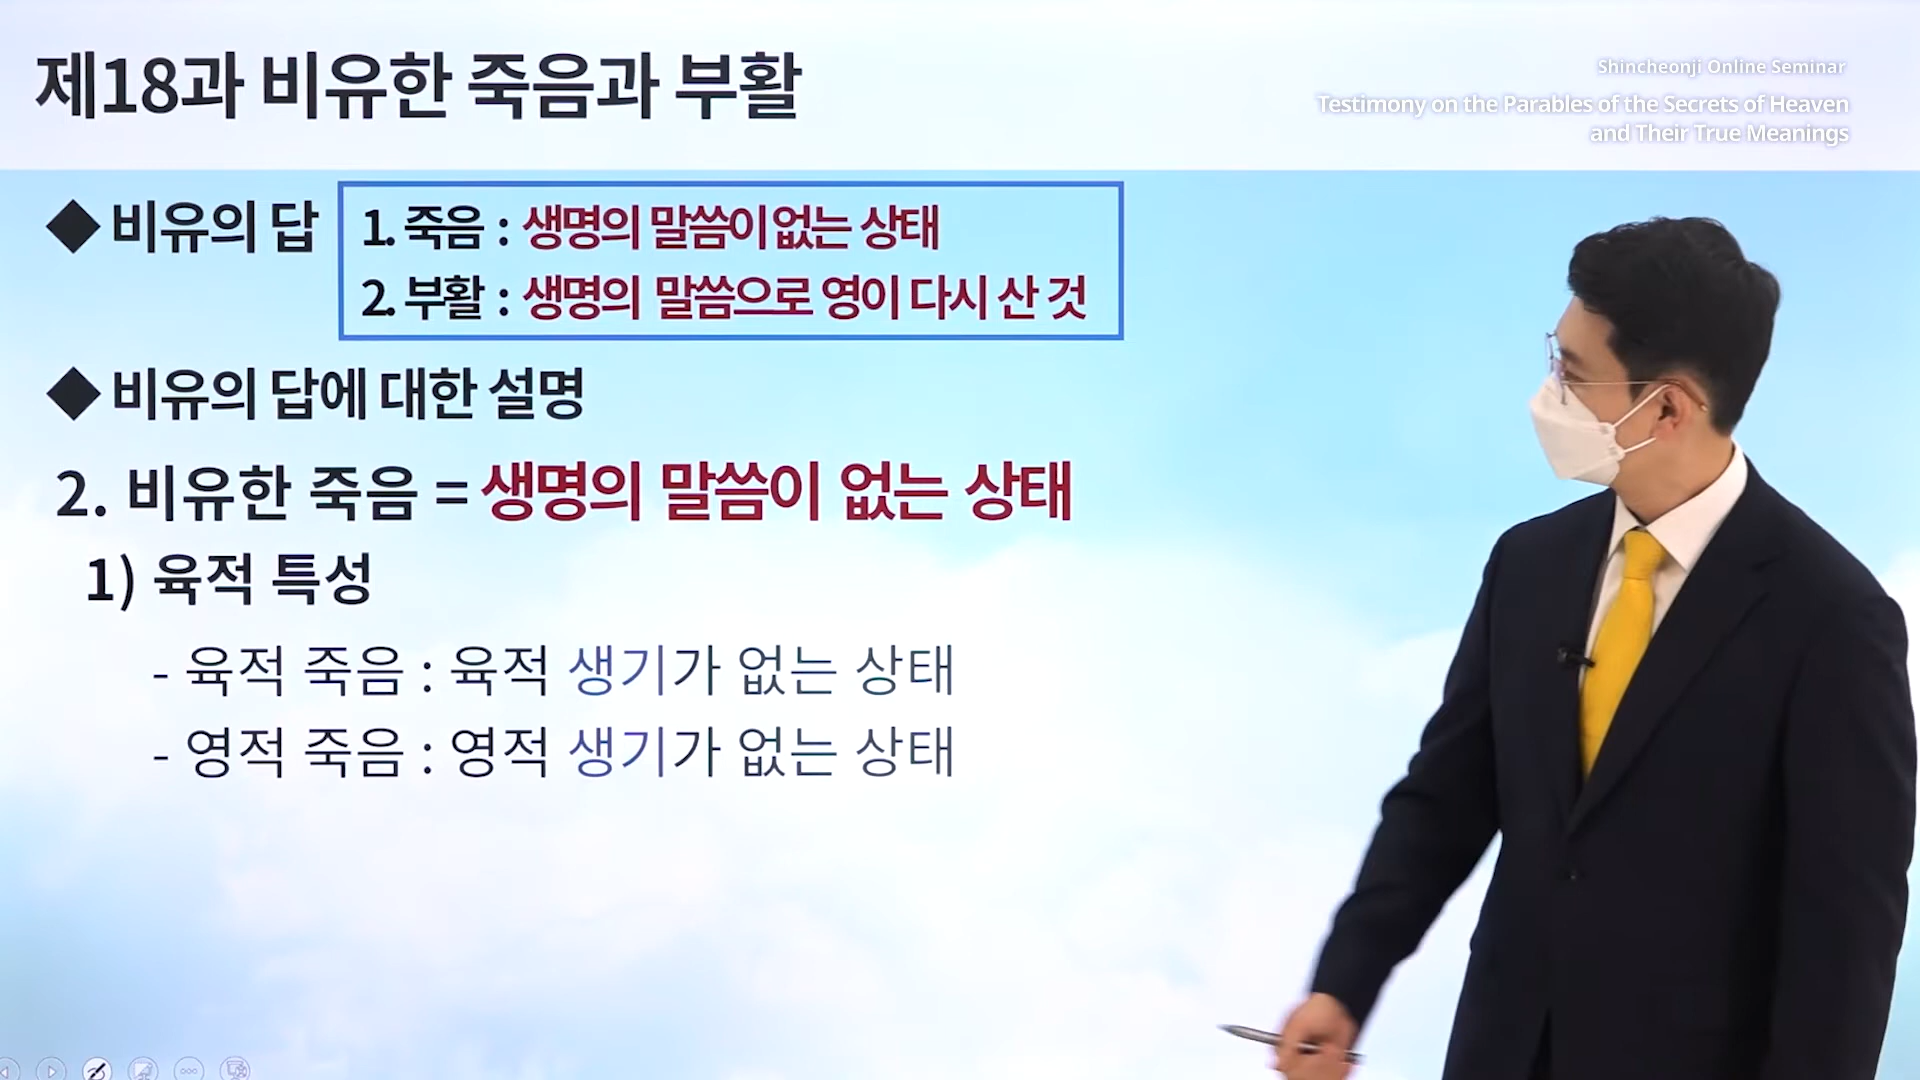 제18과 비유한 죽음과 부활
Shincheonji Online Seminar
Testimony on the Parables of the Secrets of Heaven
and Their True Meanings
◆ 비유의 답
1. 죽음 : 생명의 말씀이 없는 상태
2. 부활 : 생명의 말씀으로 영이 다시 산 것
◆ 비유의 답에 대한 설명
2. 비유한 죽음 = 생명의 말씀이 없는 상태
1) 육적 특성
- 육적 죽음 : 육적 생기가 없는 상태
- 영적 죽음 : 영적 생기가 없는 상태